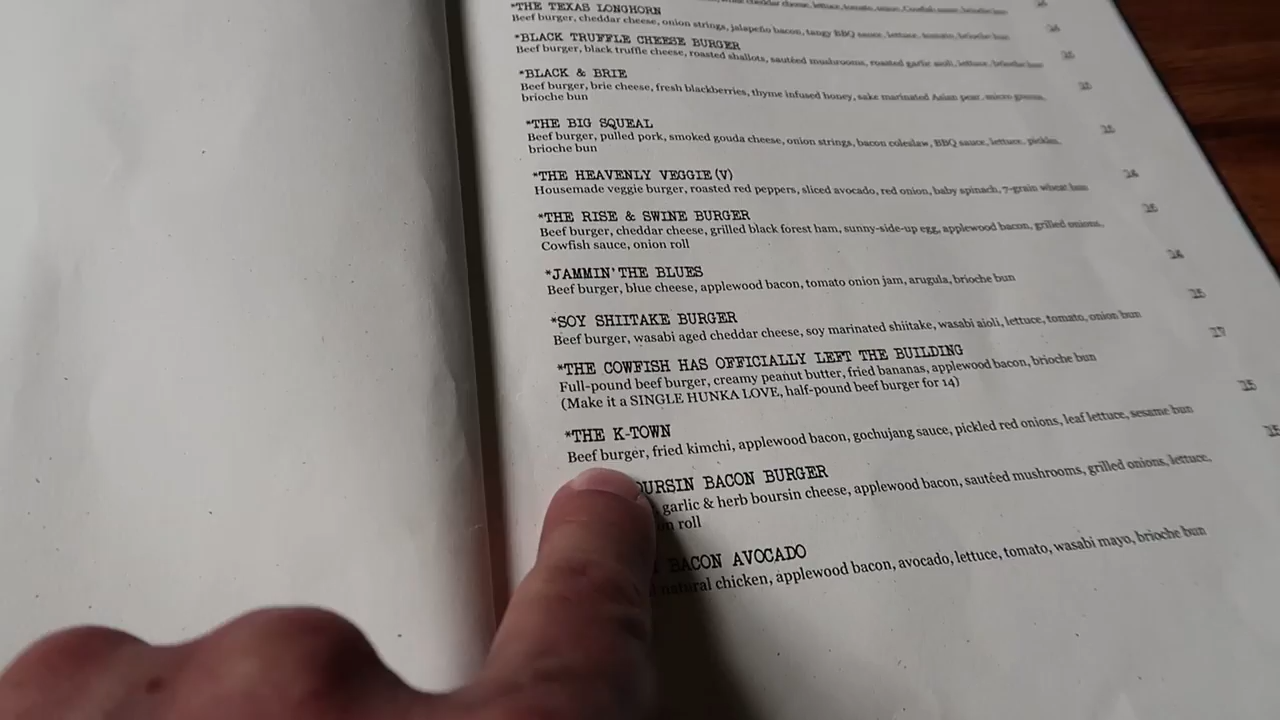 *THE TEXAS LONGHORN
Beef burger, cheddar cheese, onion strings, jalapeño bacon, tangy BBQ sauce, lettuce, tomato, brioche bun
*BLACK TRUFFLE CHEESE BURGER
Beef burger, black truffle cheese, roasted shallots, sautéed mushrooms, roasted garlic aioli, lettuce, brioche bun
*BLACK & BRIE
Beef burger, brie cheese, fresh blackberries, thyme infused honey, sake marinated Asian pear, micro greens,
brioche bun
*THE BIG SQUEAL
Beef burger, pulled pork, smoked gouda cheese, onion strings, bacon coleslaw, BBQ sauce, lettuce, pickles,
brioche bun
*THE HEAVENLY VEGGIE (V)
Housemade veggie burger, roasted red peppers, sliced avocado, red onion, baby spinach, 7-grain wheat bun
*THE RISE & SWINE BURGER
Beef burger, cheddar cheese, grilled black forest ham, sunny-side-up egg, applewood bacon, grilled onions,
Cowfish sauce, onion roll
*JAMMIN' THE BLUES
Beef burger, blue cheese, applewood bacon, tomato onion jam, arugula, brioche bun
*SOY SHIITAKE BURGER
Beef burger, wasabi aged cheddar cheese, soy marinated shiitake, wasabi aioli, lettuce, tomato, onion bun
*THE COWFISH HAS OFFICIALLY LEFT THE BUILDING
Full-pound beef burger, creamy peanut butter, fried bananas, applewood bacon, brioche bun
(Make it a SINGLE HUNKA LOVE, half-pound beef burger for 14)
*THE K-TOWN
Beef burger, fried kimchi, applewood bacon, gochujang sauce, pickled red onions, leaf lettuce, sesame bun
OURSIN BACON BURGER
, garlic & herb boursin cheese, applewood bacon, sautéed mushrooms, grilled onions, lettuce,
roll
BACON AVOCADO
natural chicken, applewood bacon, avocado, lettuce, tomato, wasabi mayo, brioche bun